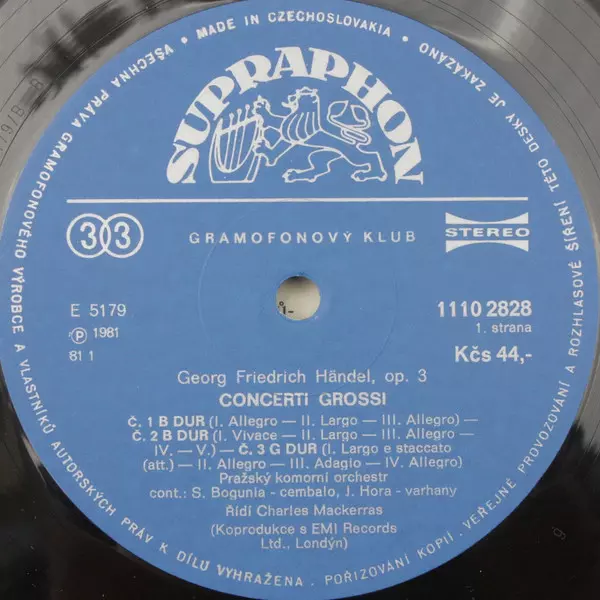 VŠECHNA PRÁVA GRAMOFONOVÉHO VÝROBCE A VLASTNÍKŮ AUTORSKÝCH PRÁV K DÍLU VYHRAŽENA. POŘIZOVÁNÍ KOPIÍ, VEŘEJNÉ PROVOZOVÁNÍ A ROZHLASOVÉ ŠÍŘENÍ TÉTO DESKY JE ZAKÁZÁNO
• MADE IN CZECHOSLOVAKIA •
SUPRAPHON
33
GRAMOFONOVÝ KLUB
STEREO
E 5179
℗ 1981
81 1
1110 2828
1. strana
Kčs 44,-
Georg Friedrich Händel, op. 3
CONCERTI GROSSI
Č. 1 B DUR (I. Allegro — II. Largo — III. Allegro) —
Č. 2 B DUR (I. Vivace — II. Largo — III. Allegro —
IV. — V.) — Č. 3 G DUR (I. Largo e staccato
(att.) — II. Allegro — III. Adagio — IV. Allegro)
Pražský komorní orchestr
cont.: S. Bogunia - cembalo, J. Hora - varhany
Řídí Charles Mackerras
(Koprodukce s EMI Records
Ltd., Londýn)